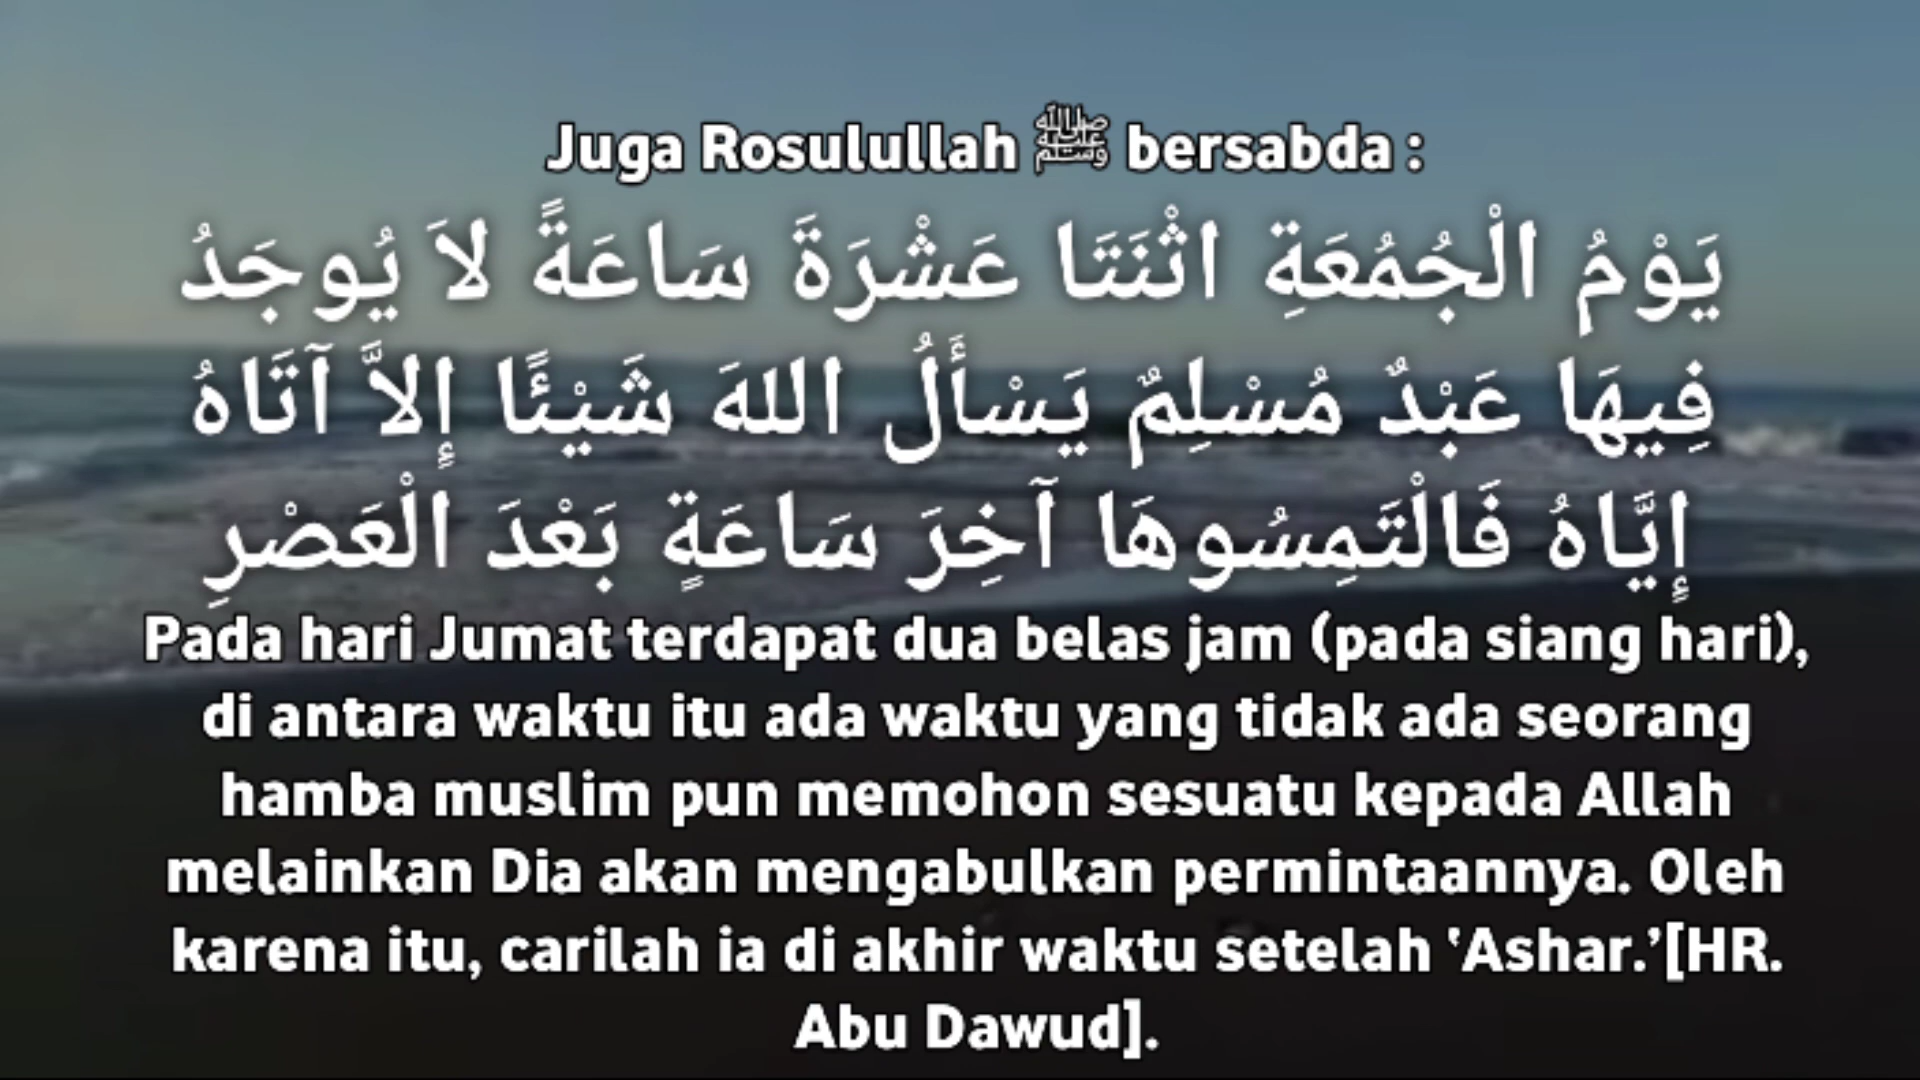 Juga Rosulullah ﷺ bersabda :
يَوْمُ الْجُمُعَةِ اثْنَتَا عَشْرَةَ سَاعَةً لاَ يُوجَدُ
فِيهَا عَبْدٌ مُسْلِمٌ يَسْأَلُ اللهَ شَيْئًا إِلاَّ آتَاهُ
إِيَّاهُ فَالْتَمِسُوهَا آخِرَ سَاعَةٍ بَعْدَ الْعَصْرِ
Pada hari Jumat terdapat dua belas jam (pada siang hari),
di antara waktu itu ada waktu yang tidak ada seorang
hamba muslim pun memohon sesuatu kepada Allah
melainkan Dia akan mengabulkan permintaannya. Oleh
karena itu, carilah ia di akhir waktu setelah ‘Ashar.’[HR.
Abu Dawud].